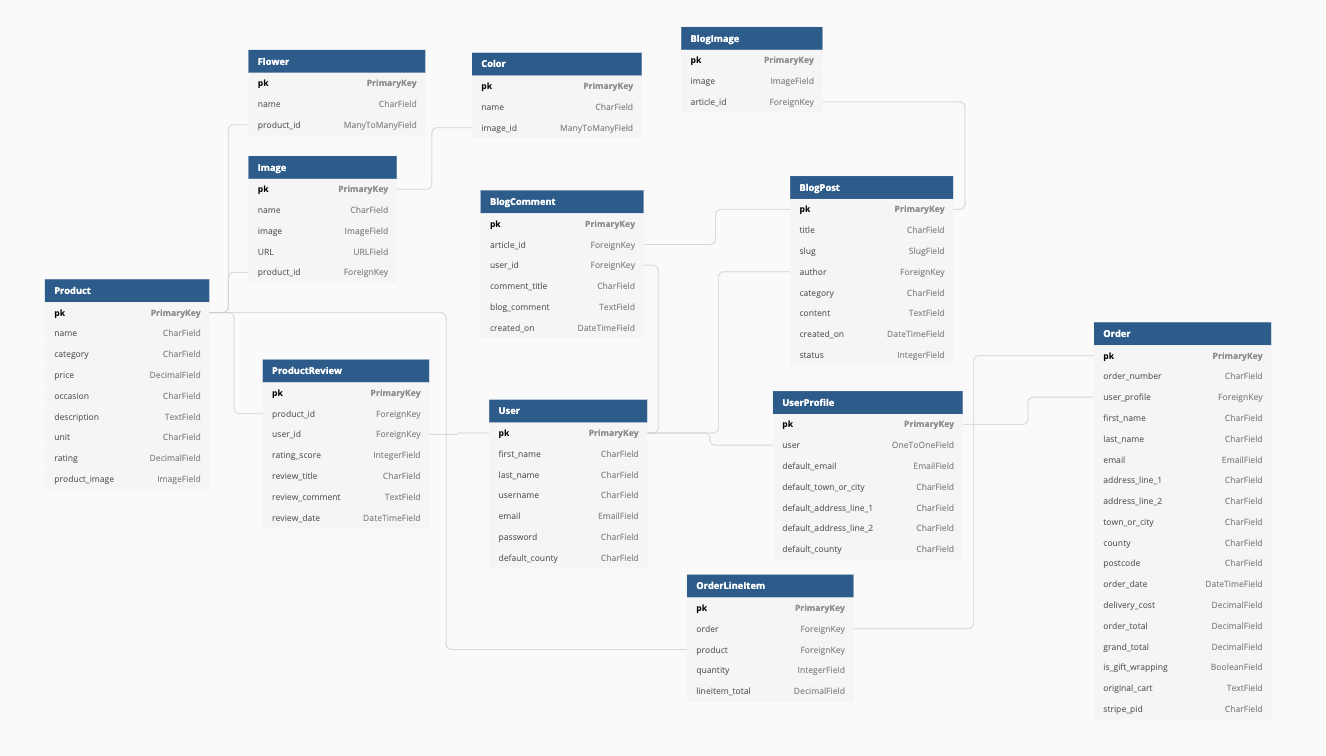 Flower
pk PrimaryKey
name CharField
product_id ManyToManyField
Color
pk PrimaryKey
name CharField
image_id ManyToManyField
BlogImage
pk PrimaryKey
image ImageField
article_id ForeignKey
Image
pk PrimaryKey
name CharField
image ImageField
URL URLField
product_id ForeignKey
BlogComment
pk PrimaryKey
article_id ForeignKey
user_id ForeignKey
comment_title CharField
blog_comment TextField
created_on DateTimeField
BlogPost
pk PrimaryKey
title CharField
slug SlugField
author ForeignKey
category CharField
content TextField
created_on DateTimeField
status IntegerField
Product
pk PrimaryKey
name CharField
category CharField
price DecimalField
occasion CharField
description TextField
unit CharField
rating DecimalField
product_image ImageField
ProductReview
pk PrimaryKey
product_id ForeignKey
user_id ForeignKey
rating_score IntegerField
review_title CharField
review_comment TextField
review_date DateTimeField
User
pk PrimaryKey
first_name CharField
last_name CharField
username CharField
email EmailField
password CharField
default_county CharField
UserProfile
pk PrimaryKey
user OneToOneField
default_email EmailField
default_town_or_city CharField
default_address_line_1 CharField
default_address_line_2 CharField
default_county CharField
OrderLineItem
pk PrimaryKey
order ForeignKey
product ForeignKey
quantity IntegerField
lineitem_total DecimalField
Order
pk PrimaryKey
order_number CharField
user_profile ForeignKey
first_name CharField
last_name CharField
email EmailField
address_line_1 CharField
address_line_2 CharField
town_or_city CharField
county CharField
postcode CharField
order_date DateTimeField
delivery_cost DecimalField
order_total DecimalField
grand_total DecimalField
is_gift_wrapping BooleanField
original_cart TextField
stripe_pid CharField